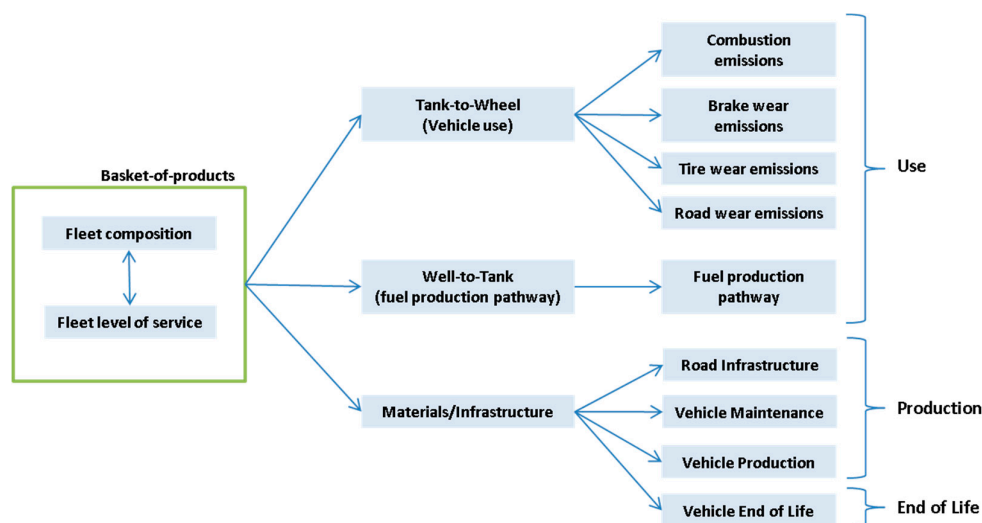 Basket-of-products
Fleet composition
Fleet level of service
Tank-to-Wheel
(Vehicle use)
Well-to-Tank
(fuel production pathway)
Materials/Infrastructure
Combustion
emissions
Brake wear
emissions
Tire wear emissions
Road wear emissions
Fuel production
pathway
Road Infrastructure
Vehicle Maintenance
Vehicle Production
Vehicle End of Life
Use
Production
End of Life